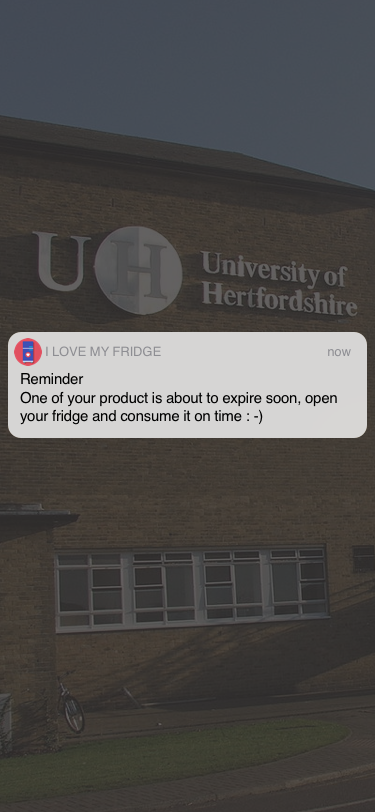 UH
University of
Hertfordshire
I LOVE MY FRIDGE now
Reminder
One of your product is about to expire soon, open
your fridge and consume it on time : -)